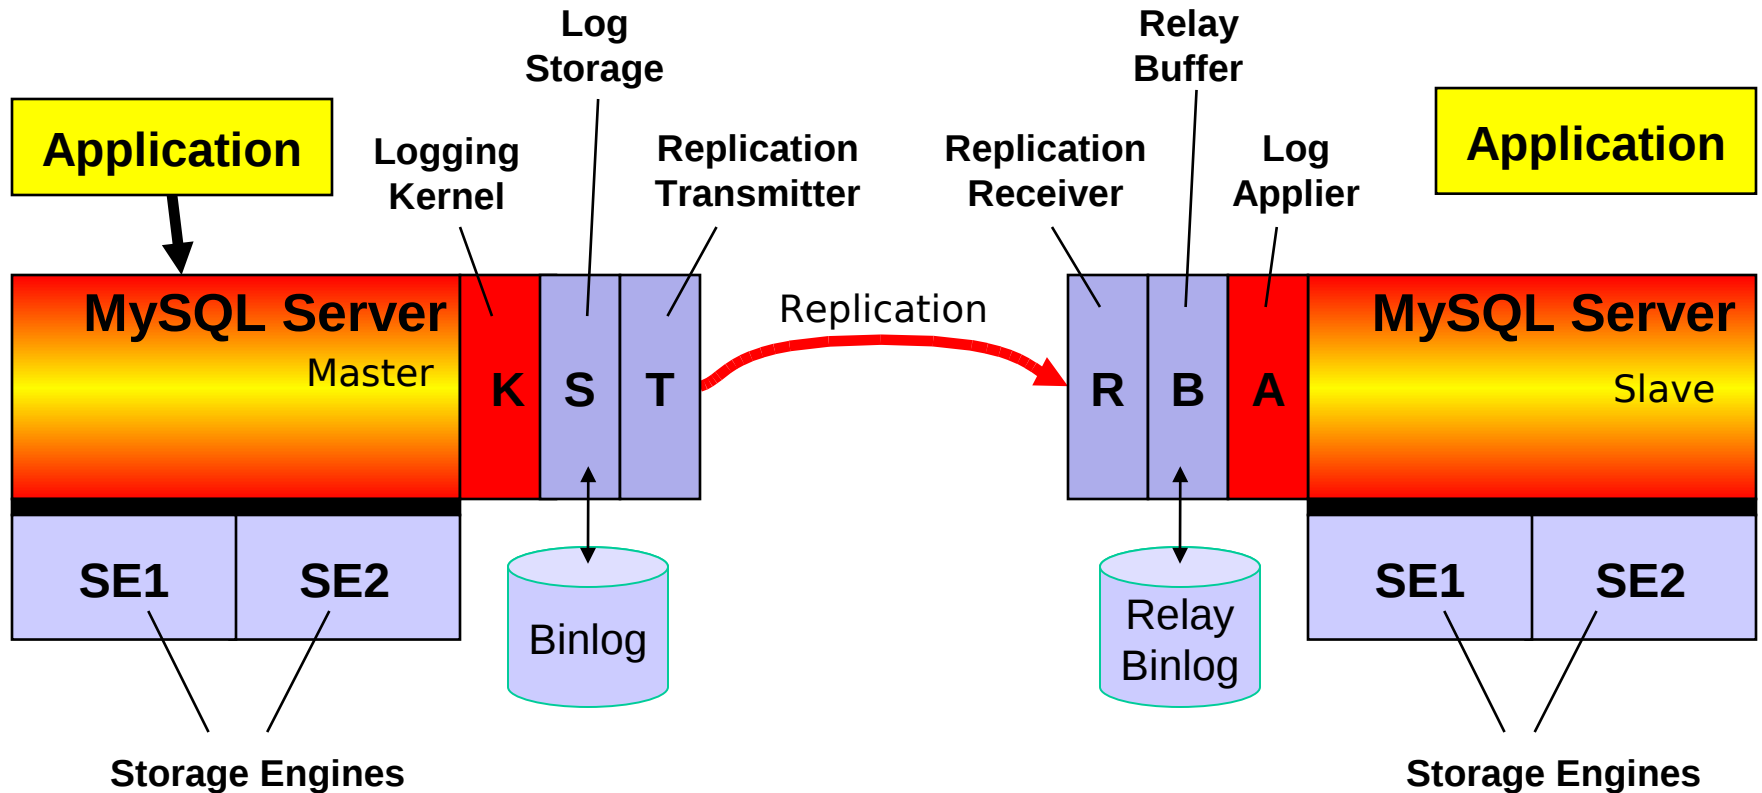 Log
Storage
Relay
Buffer
Application
Logging
Kernel
Replication
Transmitter
Replication
Receiver
Log
Applier
Application
MySQL Server
Master
K
S
T
Replication
R
B
A
MySQL Server
Slave
SE1
SE2
Binlog
Relay
Binlog
SE1
SE2
Storage Engines
Storage Engines